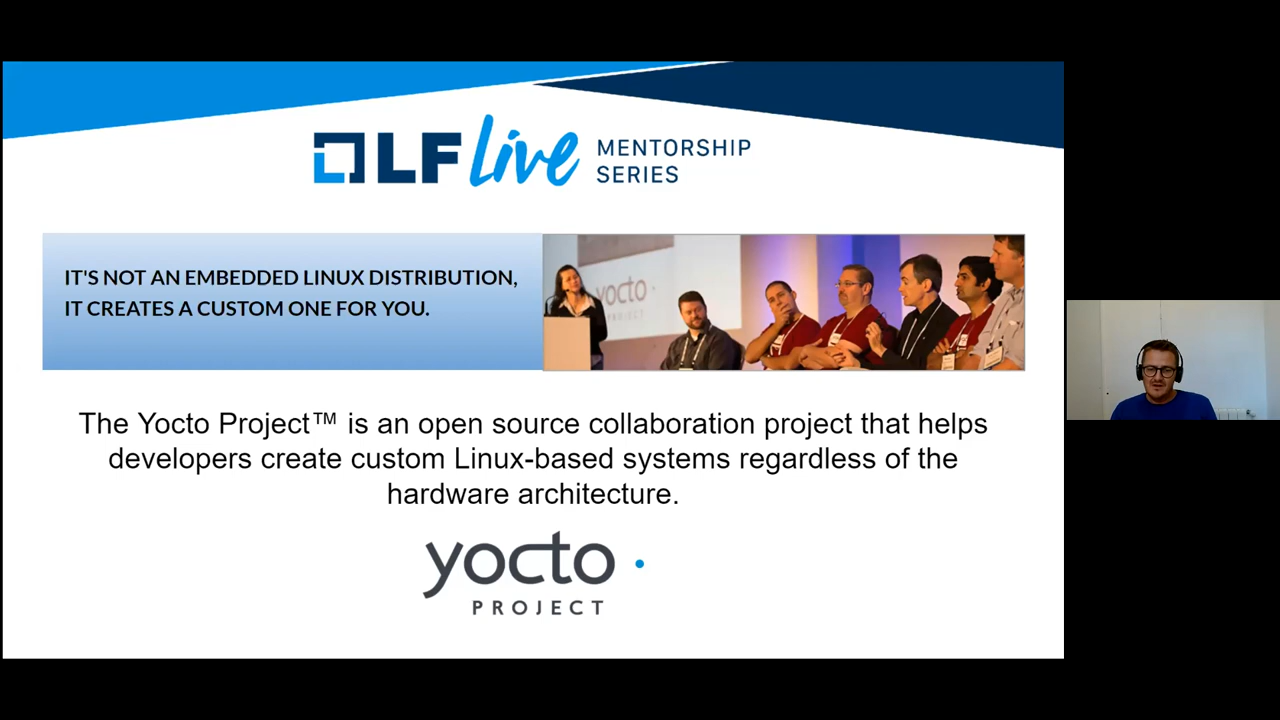 LF Live MENTORSHIP
SERIES
IT'S NOT AN EMBEDDED LINUX DISTRIBUTION,
IT CREATES A CUSTOM ONE FOR YOU.
yocto
PROJECT
The Yocto Project™ is an open source collaboration project that helps
developers create custom Linux-based systems regardless of the
hardware architecture.
yocto
PROJECT